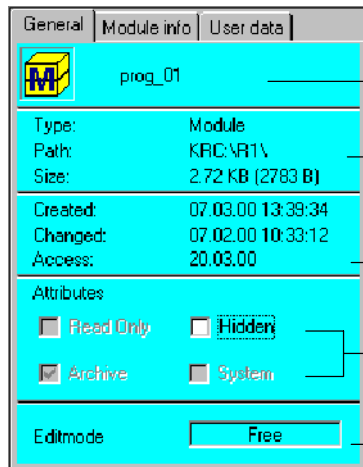 General Module info User data
M prog_01
Type: Module
Path: KRC:\R1\
Size: 2.72 KB (2783 B)
Created: 07.03.00 13:39:34
Changed: 07.02.00 10:33:12
Access: 20.03.00
Attributes
Read Only Hidden
Archive System
Editmode Free